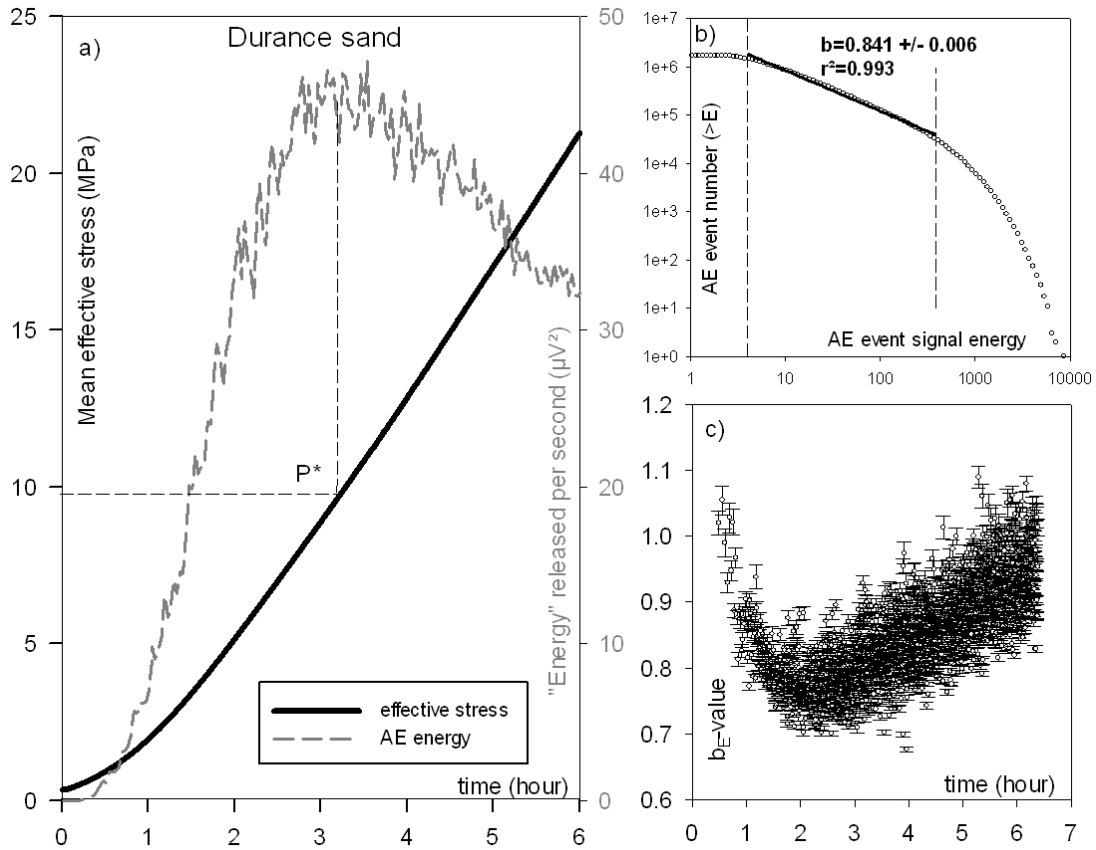 a)
Durance sand
Mean effective stress (MPa)
25
20
15
10
5
0
P*
effective stress
AE energy
time (hour)
0 1 2 3 4 5 6
"Energy" released per second (µV²)
50
40
30
20
10
0
b)
b=0.841 +/- 0.006
r²=0.993
AE event number (>E)
1e+7
1e+6
1e+5
1e+4
1e+3
1e+2
1e+1
1e+0
AE event signal energy
1 10 100 1000 10000
c)
1.2
1.1
1.0
0.9
0.8
0.7
0.6
bE-value
time (hour)
0 1 2 3 4 5 6 7